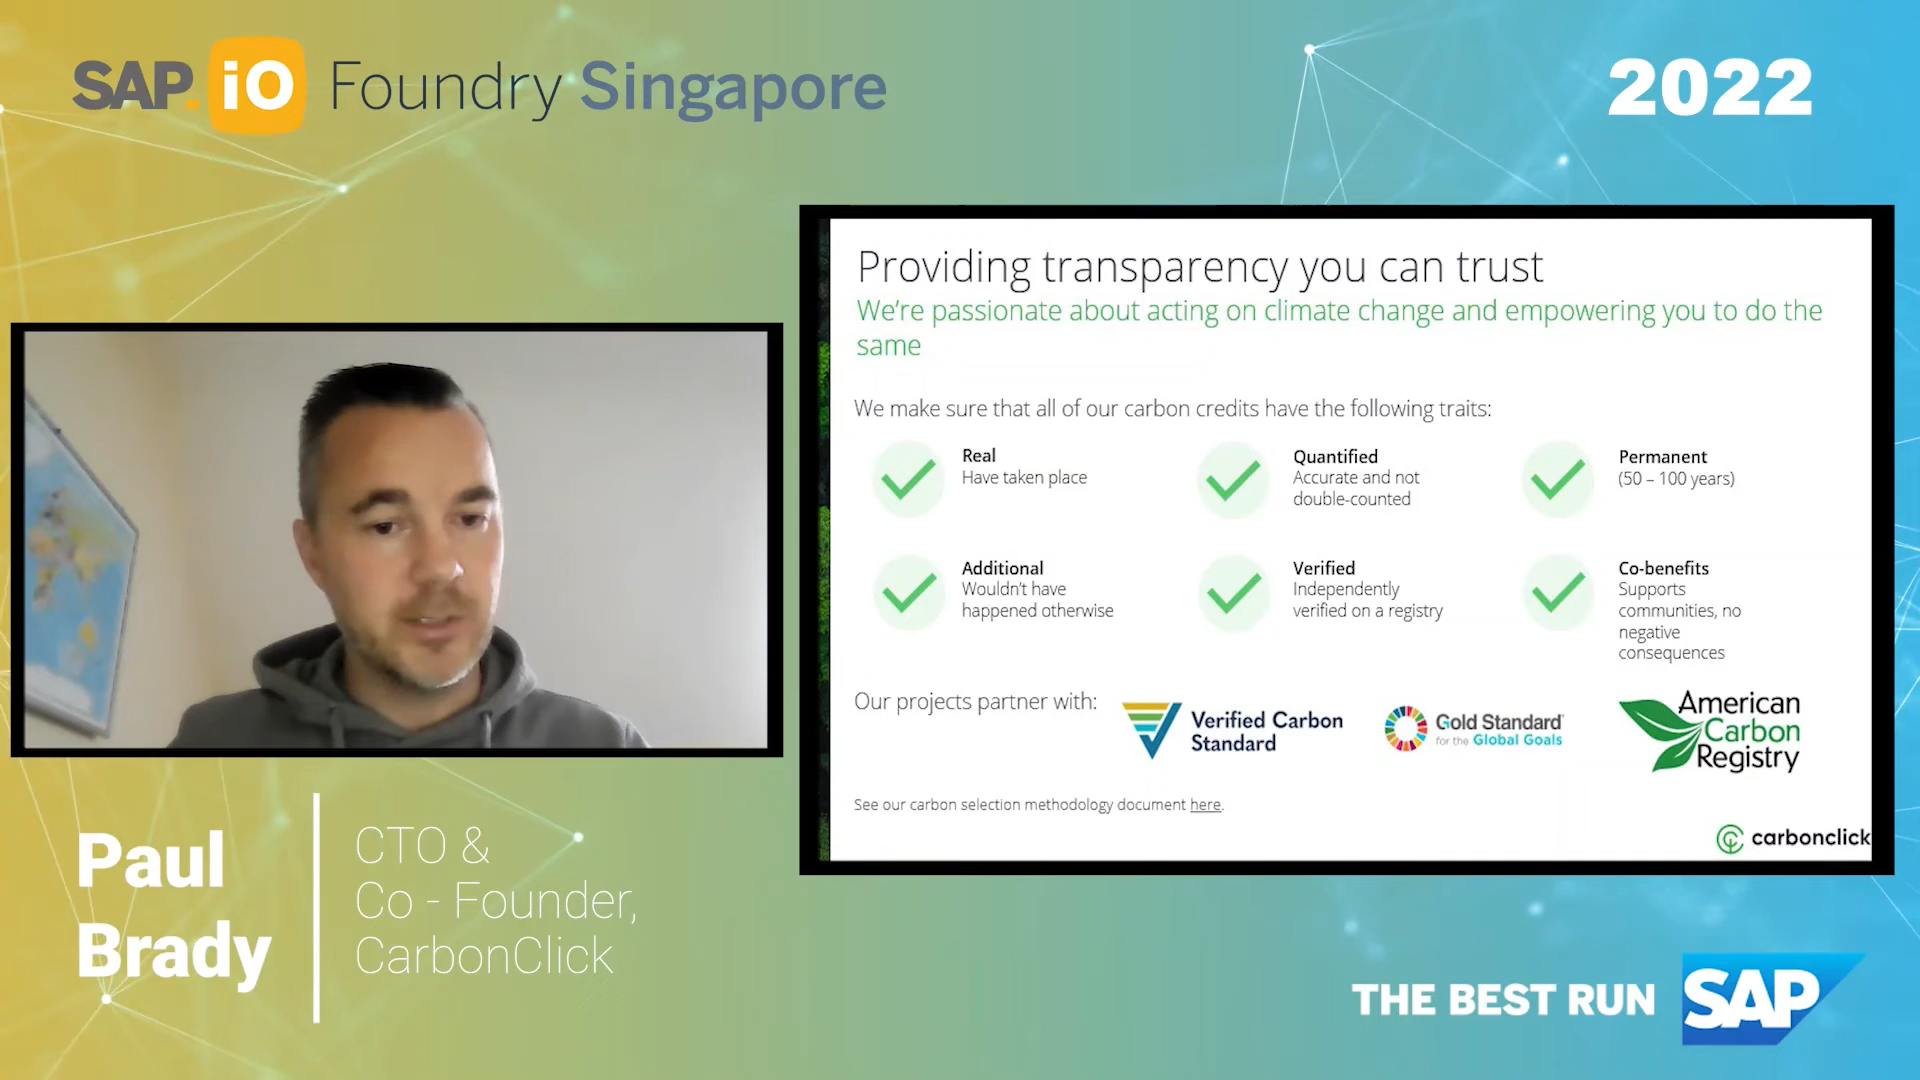 SAP iO Foundry Singapore
2022
Providing transparency you can trust
We're passionate about acting on climate change and empowering you to do the
same
We make sure that all of our carbon credits have the following traits:
Real
Have taken place
Quantified
Accurate and not
double-counted
Permanent
(50 – 100 years)
Additional
Wouldn't have
happened otherwise
Verified
Independently
verified on a registry
Co-benefits
Supports
communities, no
negative
consequences
Our projects partner with:
Verified Carbon
Standard
Gold Standard
for the Global Goals
American
Carbon
Registry
See our carbon selection methodology document here.
carbonclick
Paul
Brady
CTO &
Co - Founder,
CarbonClick
THE BEST RUN SAP